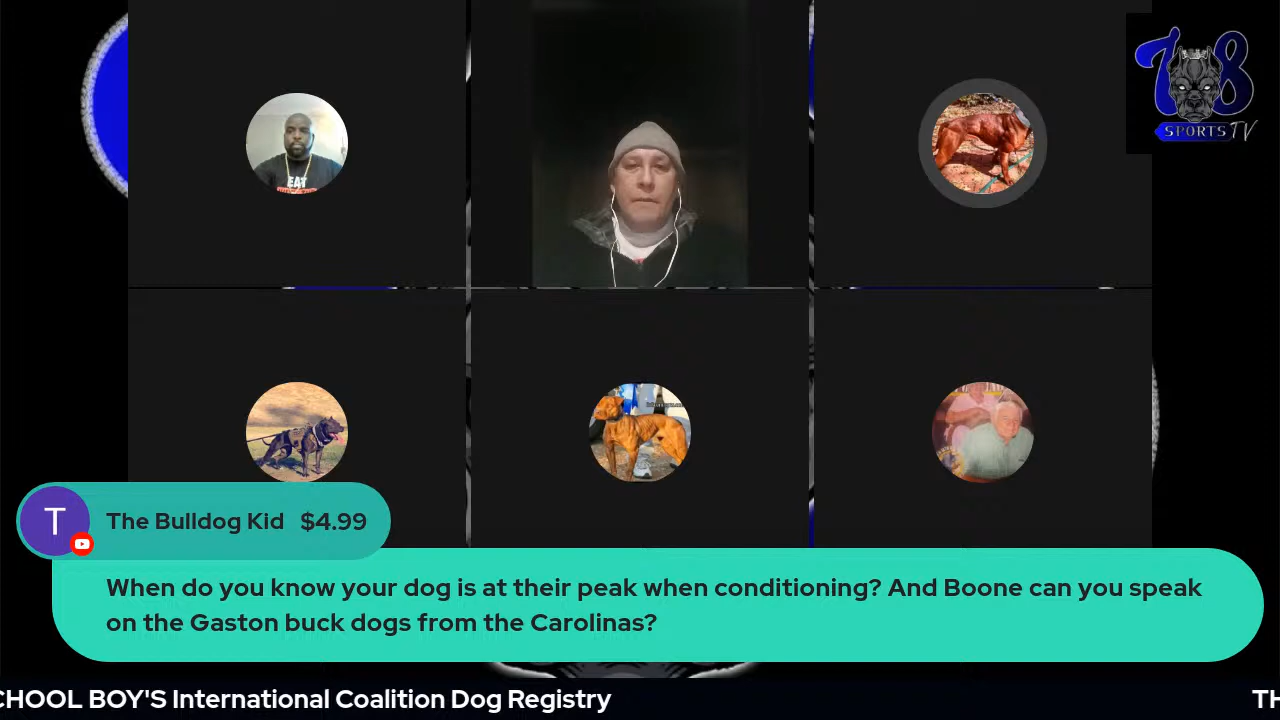 78
SPORTS TV
EAT
T
The Bulldog Kid $4.99
When do you know your dog is at their peak when conditioning? And Boone can you speak
on the Gaston buck dogs from the Carolinas?
CHOOL BOY'S International Coalition Dog Registry
TH